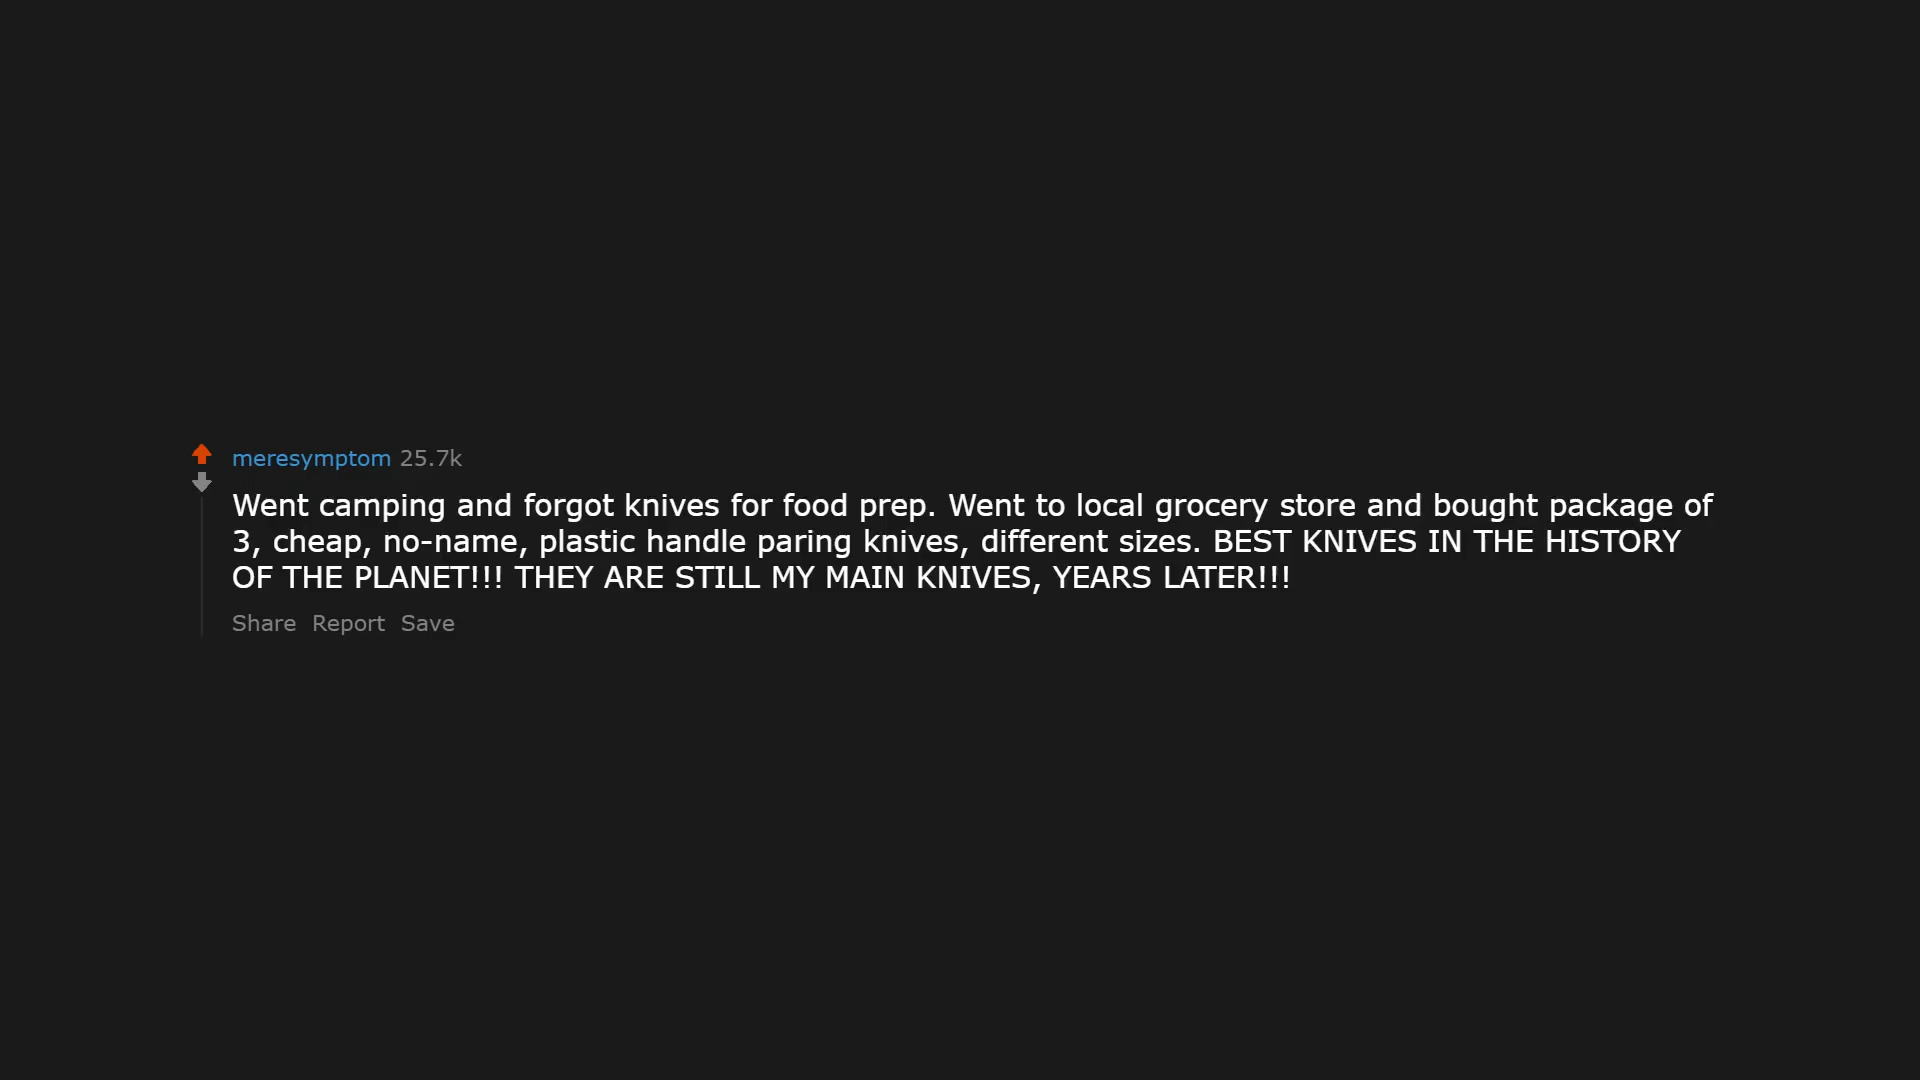 meresymptom 25.7k
Went camping and forgot knives for food prep. Went to local grocery store and bought package of
3, cheap, no-name, plastic handle paring knives, different sizes. BEST KNIVES IN THE HISTORY
OF THE PLANET!!! THEY ARE STILL MY MAIN KNIVES, YEARS LATER!!!
Share Report Save